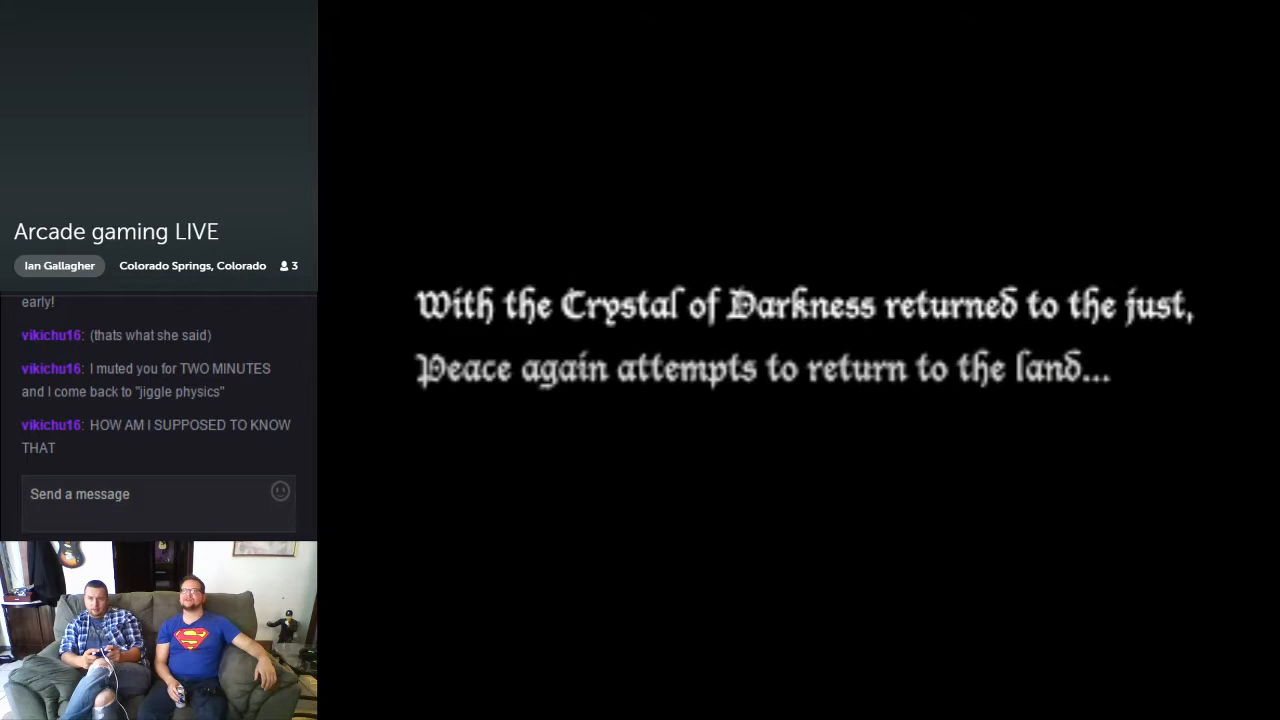 Arcade gaming LIVE
Ian Gallagher Colorado Springs, Colorado 3
early!
vikichu16: (thats what she said)
vikichu16: I muted you for TWO MINUTES
and I come back to "jiggle physics"
vikichu16: HOW AM I SUPPOSED TO KNOW
THAT
Send a message
With the Crystal of Darkness returned to the just,
Peace again attempts to return to the land...